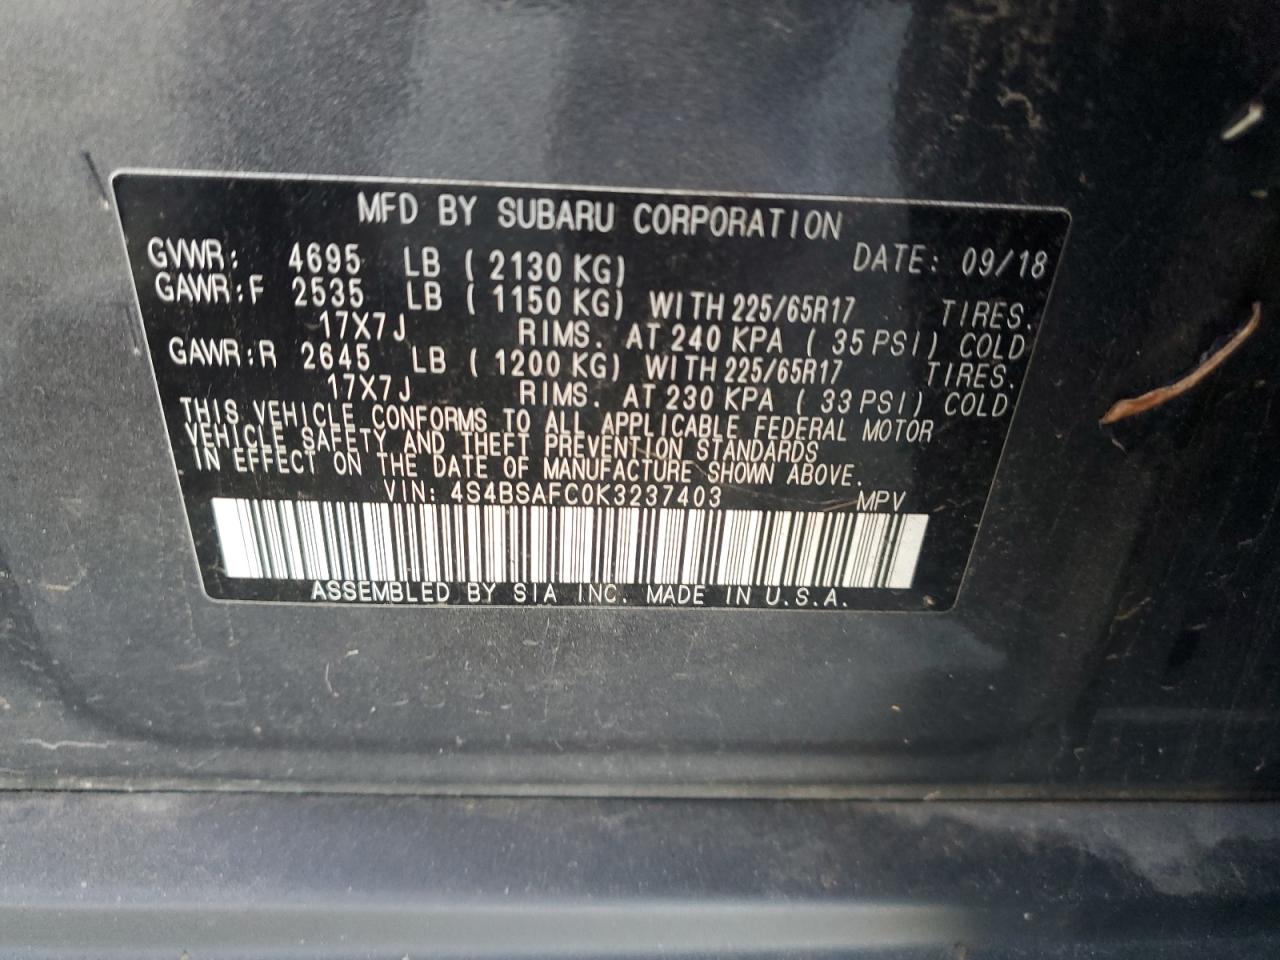 MFD BY SUBARU CORPORATION
GVWR: 4695 LB ( 2130 KG) DATE: 09/18
GAWR:F 2535 LB ( 1150 KG) WITH 225/65R17 TIRES.
17X7J RIMS. AT 240 KPA ( 35 PSI) COLD
GAWR:R 2645 LB ( 1200 KG) WITH 225/65R17 TIRES.
17X7J RIMS. AT 230 KPA ( 33 PSI) COLD
THIS VEHICLE CONFORMS TO ALL APPLICABLE FEDERAL MOTOR
VEHICLE SAFETY AND THEFT PREVENTION STANDARDS
IN EFFECT ON THE DATE OF MANUFACTURE SHOWN ABOVE.
VIN: 4S4BSAFC0K3237403 MPV
ASSEMBLED BY SIA INC. MADE IN U.S.A.